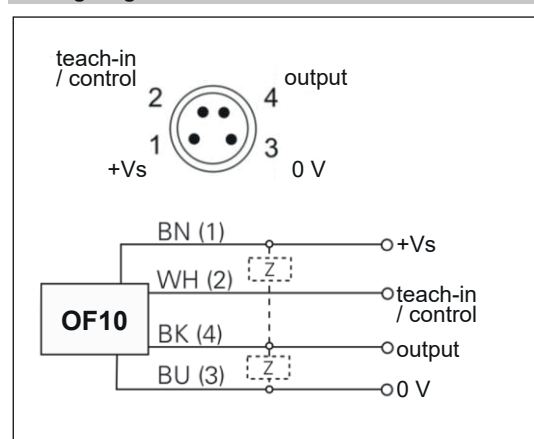 teach-in
/ control
output
2
4
1
3
+Vs
0 V
BN (1)
+Vs
Z
WH (2)
teach-in
/ control
OF10
BK (4)
output
Z
BU (3)
0 V